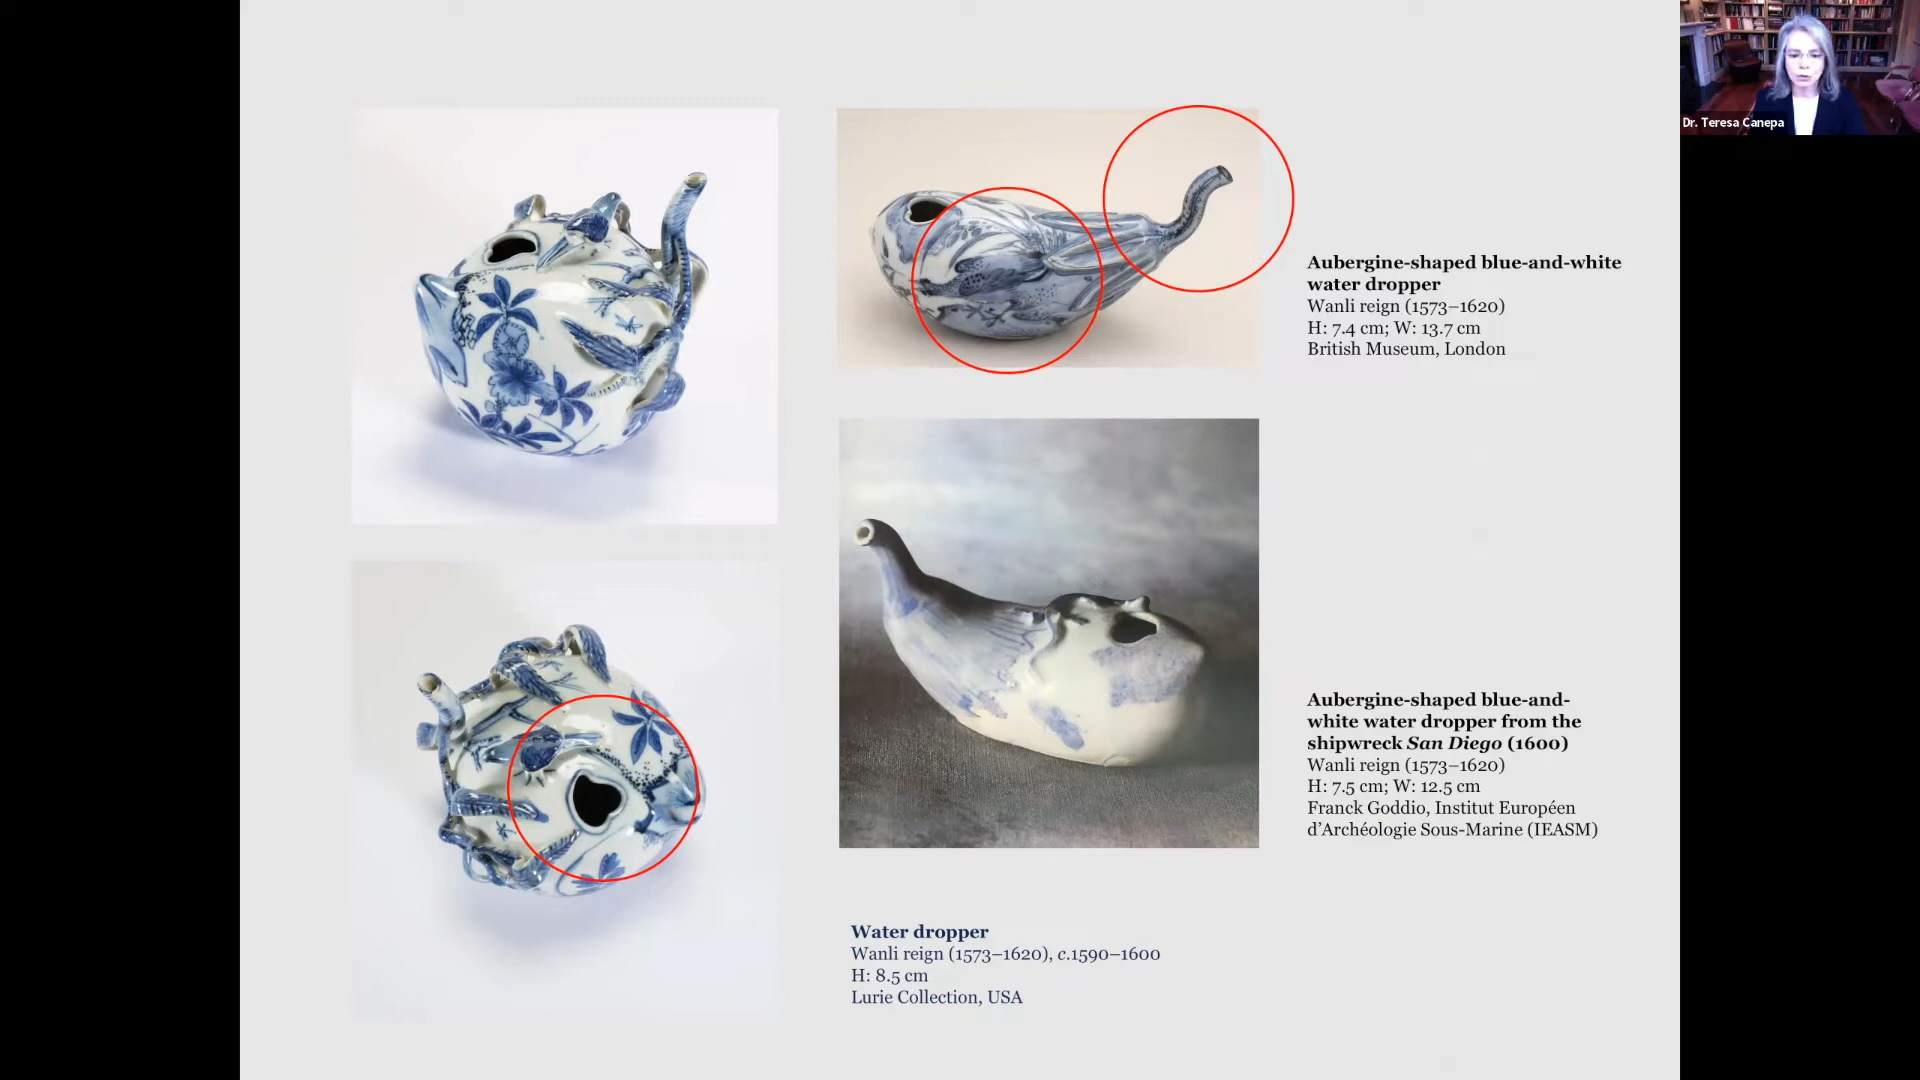 Dr. Teresa Canepa
Aubergine-shaped blue-and-white
water dropper
Wanli reign (1573–1620)
H: 7.4 cm; W: 13.7 cm
British Museum, London
Aubergine-shaped blue-and-
white water dropper from the
shipwreck San Diego (1600)
Wanli reign (1573–1620)
H: 7.5 cm; W: 12.5 cm
Franck Goddio, Institut Européen
d’Archéologie Sous-Marine (IEASM)
Water dropper
Wanli reign (1573–1620), c.1590–1600
H: 8.5 cm
Lurie Collection, USA